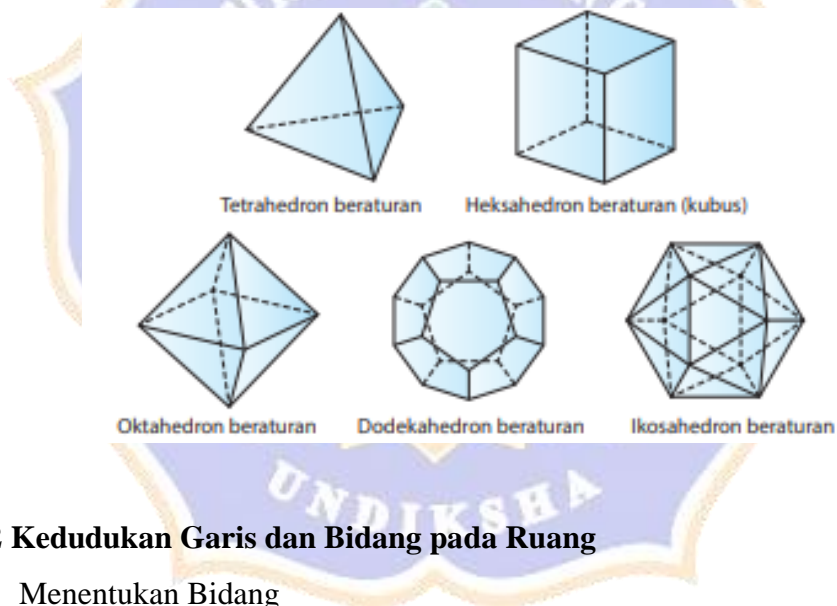 Tetrahedron beraturan Heksahedron beraturan (kubus)
Oktahedron beraturan Dodekahedron beraturan Ikosahedron beraturan
UNDIKSHA
Kedudukan Garis dan Bidang pada Ruang
Menentukan Bidang